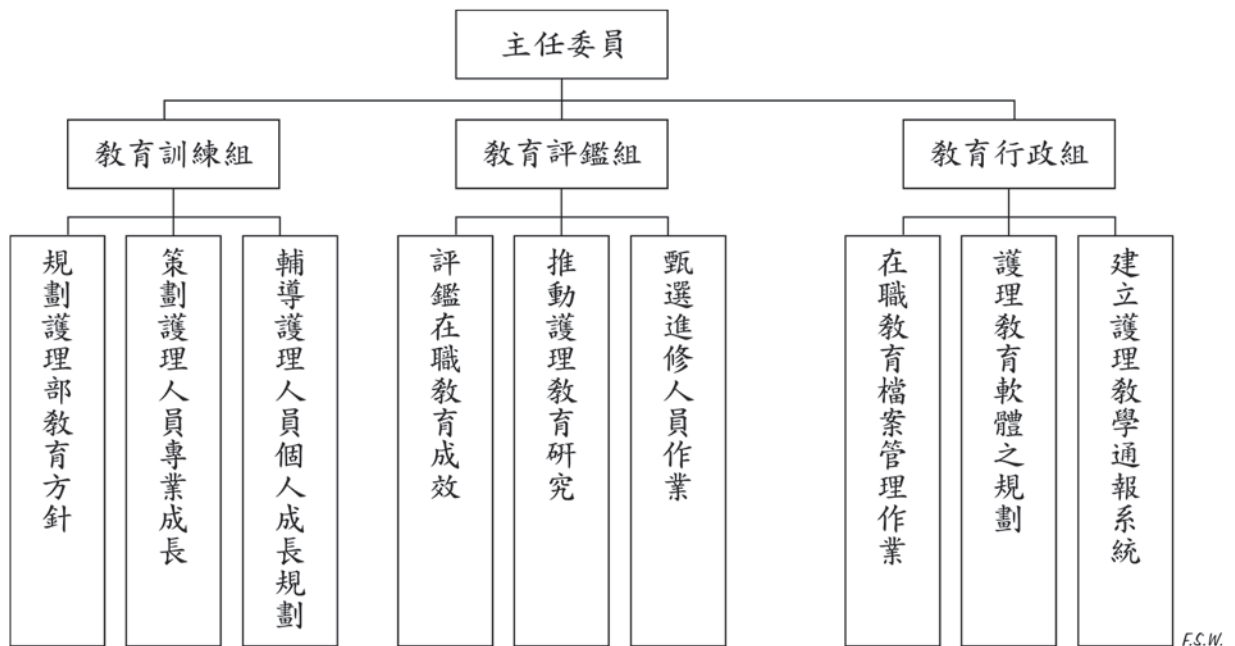 主任委員
教育訓練組
教育評鑑組
教育行政組
規劃護理部教育方針
策劃護理人員專業成長
輔導護理人員個人成長規劃
評鑑在職教育成效
推動護理教育研究
甄選進修人員作業
在職教育檔案管理作業
護理教育軟體之規劃
建立護理教學通報系統
F.S.W.